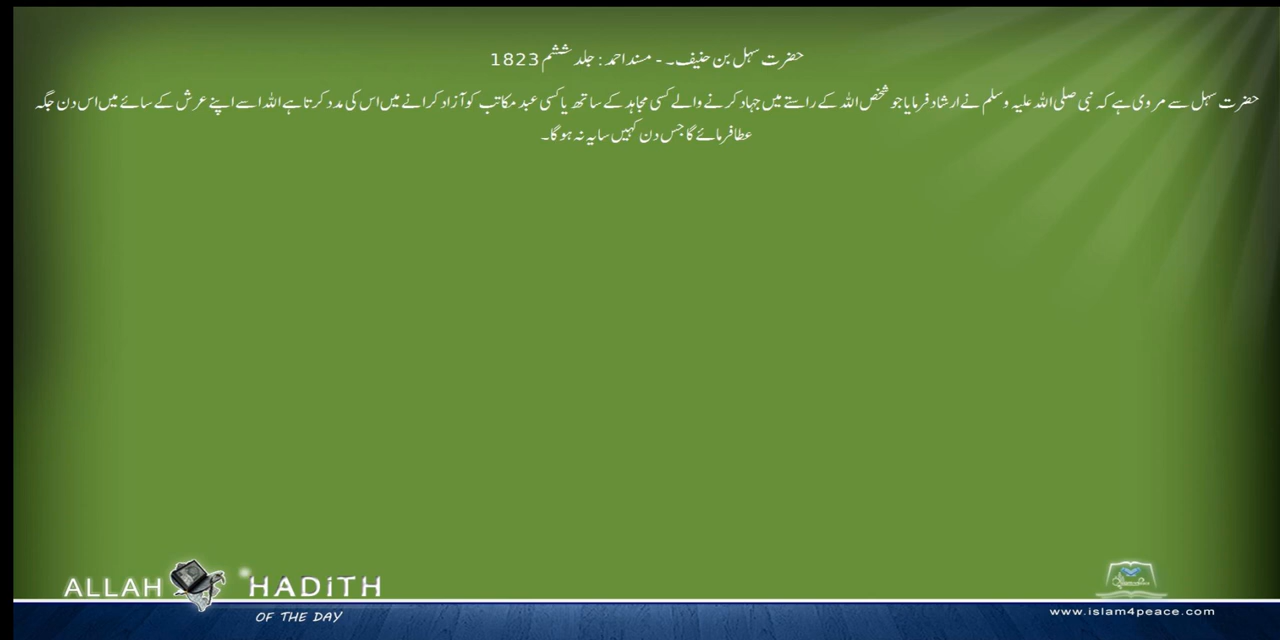 حضرت سہل بن حنیف۔ - مسند احمد: جلد ششم 1823
حضرت سہل سے مروی ہے کہ نبی صلی اللہ علیہ وسلم نے ارشاد فرمایا جو شخص اللہ کے راستے میں جہاد کرنے والے کسی مجاہد کے ساتھ یا کسی عبد مکاتب کو آزاد کرانے میں اس کی مدد کرتا ہے اللہ اسے اپنے عرش کے سائے میں اس دن جگہ
عطا فرمائے گا جس دن کہیں سایہ نہ ہو گا۔
ALLAH HADITH
OF THE DAY
www.islam4peace.com